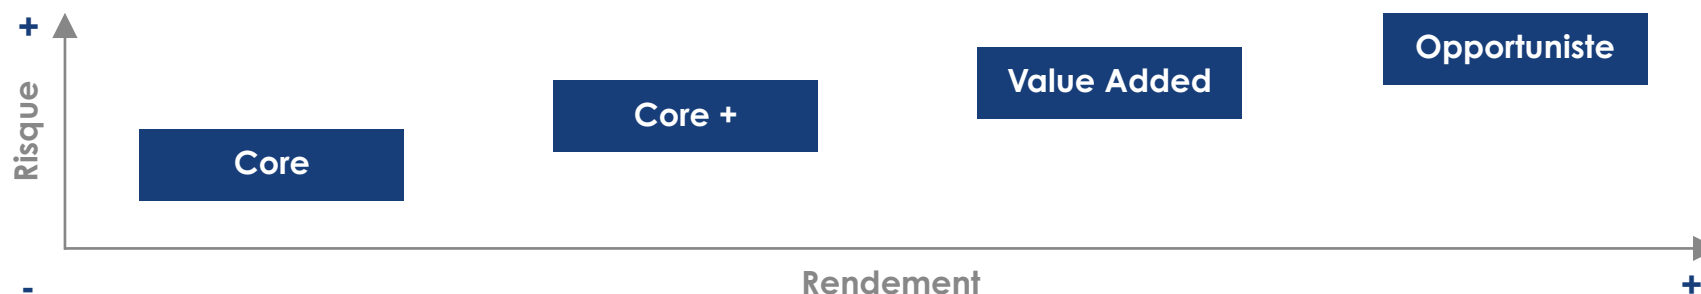 +
Opportuniste
Value Added
Core +
Core
Risque
Rendement
-
+